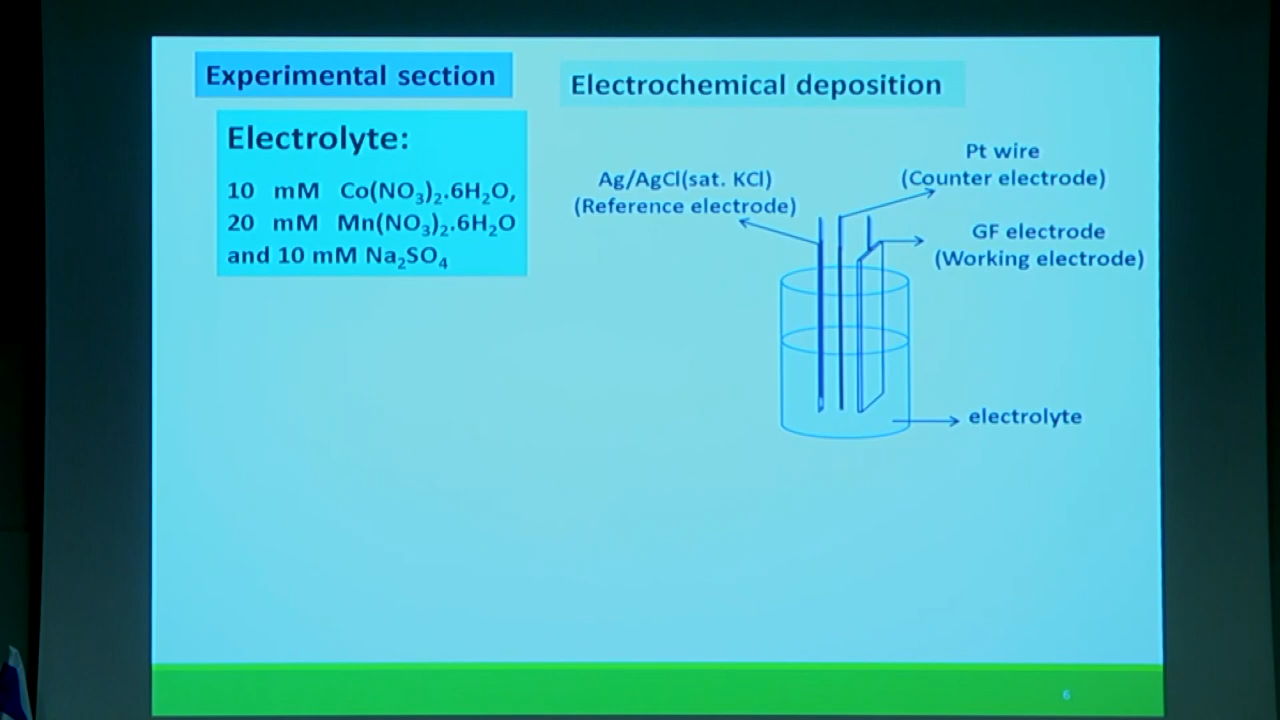 Experimental section
Electrochemical deposition
Electrolyte:
10 mM Co(NO₃)₂.6H₂O,
20 mM Mn(NO₃)₂.6H₂O
and 10 mM Na₂SO₄
Pt wire
(Counter electrode)
Ag/AgCl(sat. KCl)
(Reference electrode)
GF electrode
(Working electrode)
electrolyte
6